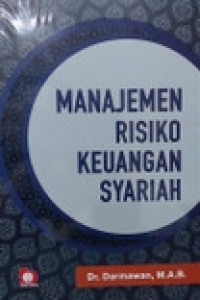 MANAJEMEN
RISIKO
KEUANGAN
SYARIAH
Dr. Darmawan, M.A.B.